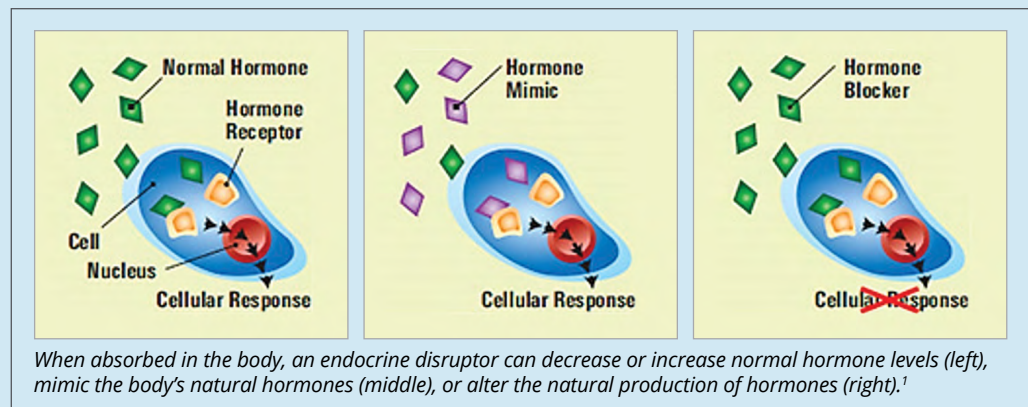 Normal Hormone
Hormone
Receptor
Cell
Nucleus
Cellular Response
Hormone
Mimic
Cellular Response
Hormone
Blocker
Cellular Response
When absorbed in the body, an endocrine disruptor can decrease or increase normal hormone levels (left),
mimic the body’s natural hormones (middle), or alter the natural production of hormones (right).¹